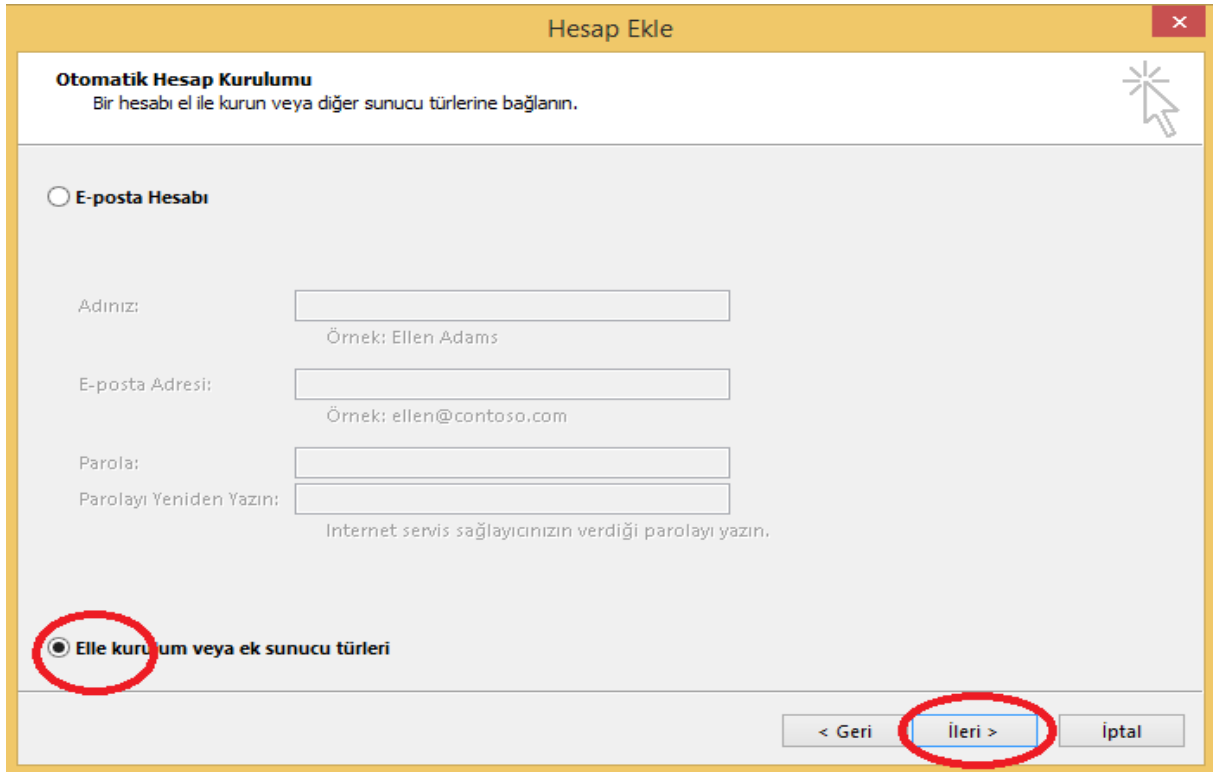 Hesap Ekle
Otomatik Hesap Kurulumu
Bir hesabı el ile kurun veya diğer sunucu türlerine bağlanın.
E-posta Hesabı
Adınız:
Örnek: Ellen Adams
E-posta Adresi:
Örnek: ellen@contoso.com
Parola:
Parolayı Yeniden Yazın:
Internet servis sağlayıcınızın verdiği parolayı yazın.
Elle kurulum veya ek sunucu türleri
< Geri İleri > İptal